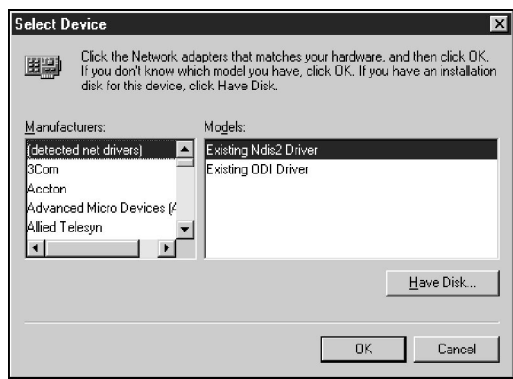 Select Device
Click the Network adapters that matches your hardware, and then click OK.
If you don't know which model you have, click OK. If you have an installation
disk for this device, click Have Disk.
Manufacturers:
(detected net drivers)
3Com
Accton
Advanced Micro Devices (A
Allied Telesyn
Models:
Existing Ndis2 Driver
Existing ODI Driver
Have Disk...
OK
Cancel